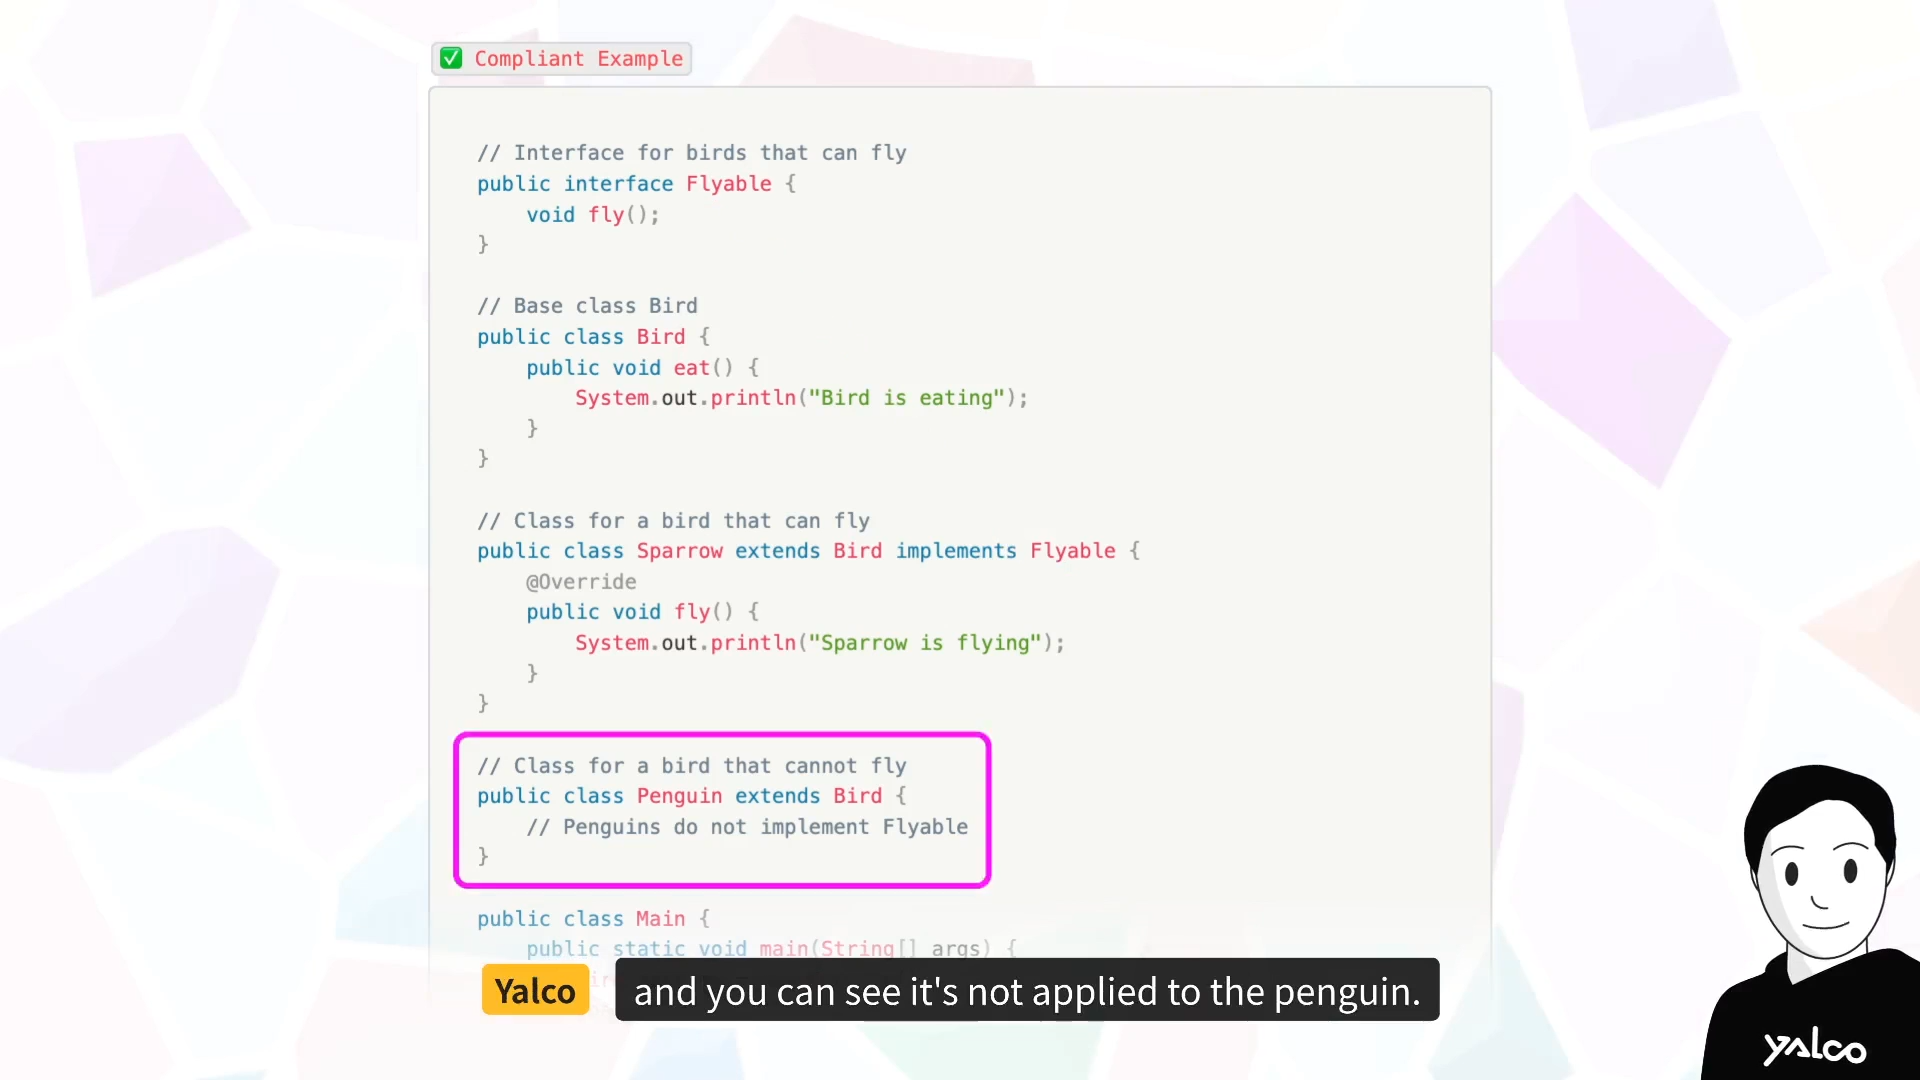 ✅ Compliant Example
// Interface for birds that can fly
public interface Flyable {
    void fly();
}
// Base class Bird
public class Bird {
    public void eat() {
        System.out.println("Bird is eating");
    }
}
// Class for a bird that can fly
public class Sparrow extends Bird implements Flyable {
    @Override
    public void fly() {
        System.out.println("Sparrow is flying");
    }
}
// Class for a bird that cannot fly
public class Penguin extends Bird {
    // Penguins do not implement Flyable
}
public class Main {
    public static void main(String[] args) {
Yalco and you can see it's not applied to the penguin.
yalco